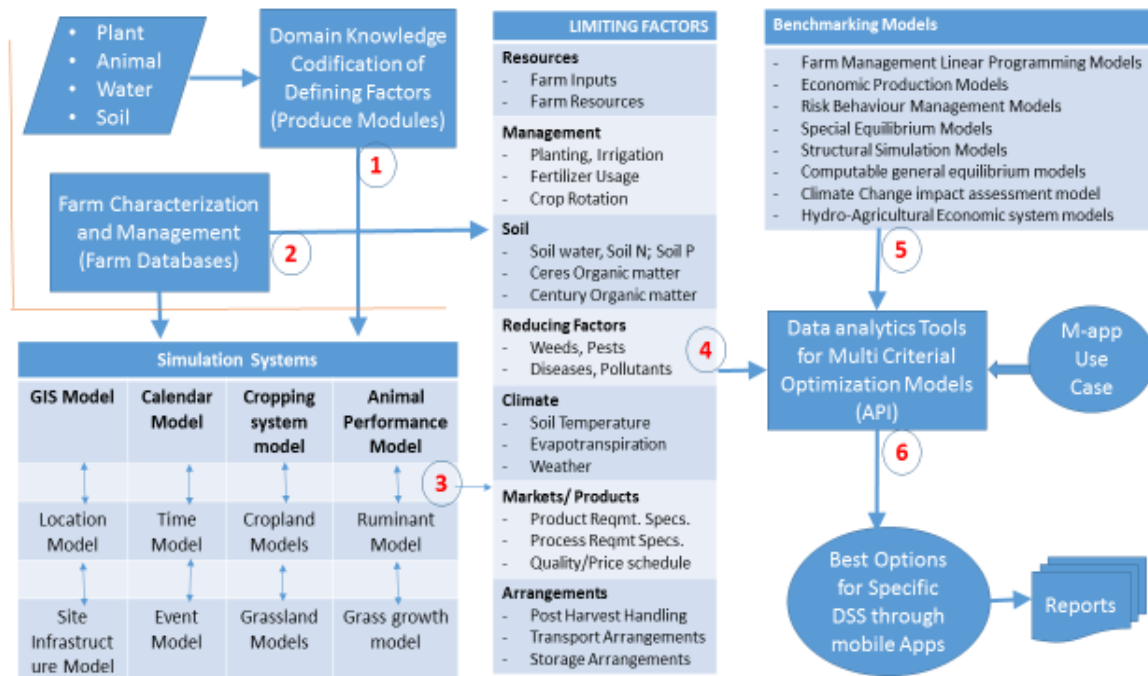 • Plant
• Animal
• Water
• Soil
Domain Knowledge
Codification of
Defining Factors
(Produce Modules)
1
Farm Characterization
and Management
(Farm Databases)
2
Simulation Systems
GIS Model
Calendar
Model
Cropping
system
model
Animal
Performance
Model
Location
Model
Time
Model
Cropland
Models
Ruminant
Model
Site
Infrastruct
ure Model
Event
Model
Grassland
Models
Grass growth
model
3
LIMITING FACTORS
Resources
- Farm Inputs
- Farm Resources
Management
- Planting, Irrigation
- Fertilizer Usage
- Crop Rotation
Soil
- Soil water, Soil N; Soil P
- Ceres Organic matter
- Century Organic matter
Reducing Factors
- Weeds, Pests
- Diseases, Pollutants
Climate
- Soil Temperature
- Evapotranspiration
- Weather
Markets/ Products
- Product Reqmt. Specs.
- Process Reqmt Specs.
- Quality/Price schedule
Arrangements
- Post Harvest Handling
- Transport Arrangements
- Storage Arrangements
4
Benchmarking Models
- Farm Management Linear Programming Models
- Economic Production Models
- Risk Behaviour Management Models
- Special Equilibrium Models
- Structural Simulation Models
- Computable general equilibrium models
- Climate Change impact assessment model
- Hydro-Agricultural Economic system models
5
Data analytics Tools
for Multi Criterial
Optimization Models
(API)
M-app
Use
Case
6
Best Options
for Specific
DSS through
mobile Apps
Reports